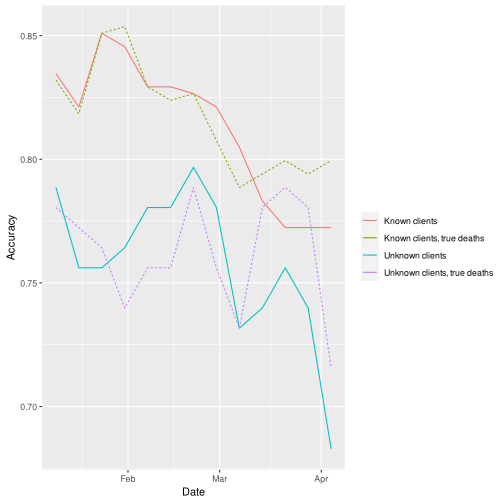 0.85
0.80
0.75
0.70
Accuracy
Feb
Mar
Apr
Date
Known clients
Known clients, true deaths
Unknown clients
Unknown clients, true deaths